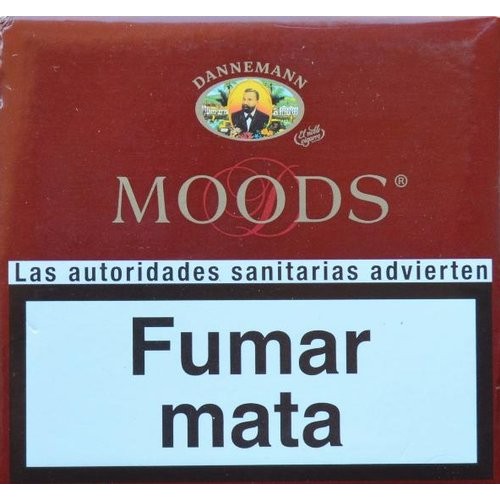 DANNEMANN
MOODS®
Las autoridades sanitarias advierten
Fumar
mata